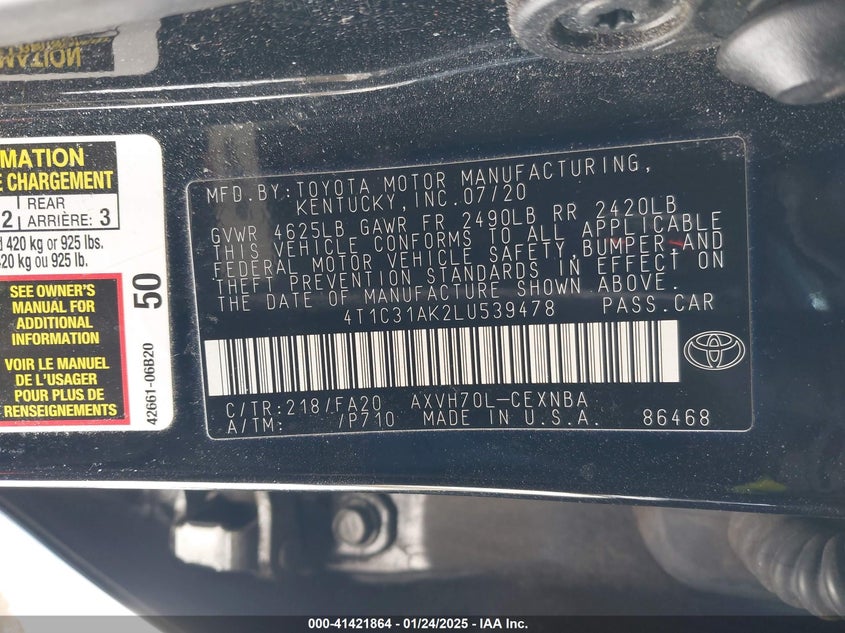 MATION
E CHARGEMENT
2 REAR
ARRIÈRE: 3
420 kg or 925 lbs.
420 kg ou 925 lb.
SEE OWNER'S
MANUAL FOR
ADDITIONAL
INFORMATION
VOIR LE MANUEL
DE L'USAGER
POUR PLUS DE
RENSEIGNEMENTS
50
42661-06B20
MFD.BY:TOYOTA MOTOR MANUFACTURING,
KENTUCKY, INC.07/20
GVWR 4625LB GAWR FR 2490LB RR 2420LB
THIS VEHICLE CONFORMS TO ALL APPLICABLE
FEDERAL MOTOR VEHICLE SAFETY, BUMPER, AND
THEFT PREVENTION STANDARDS IN EFFECT ON
THE DATE OF MANUFACTURE SHOWN ABOVE.
4T1C31AK2LU539478 PASS.CAR
C/TR:218/FA20 AXVH70L-CEXNBA
A/TM: /P710 MADE IN U.S.A. 86468
000-41421864 - 01/24/2025 - IAA Inc.